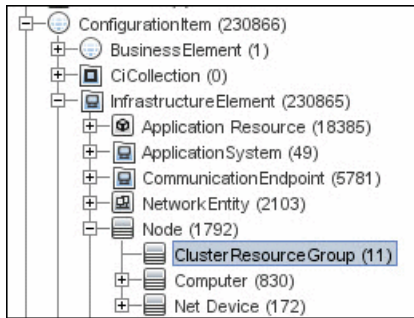 ConfigurationItem (230866)
BusinessElement (1)
CiCollection (0)
InfrastructureElement (230865)
Application Resource (18385)
ApplicationSystem (49)
CommunicationEndpoint (5781)
NetworkEntity (2103)
Node (1792)
ClusterResourceGroup (11)
Computer (830)
Net Device (172)